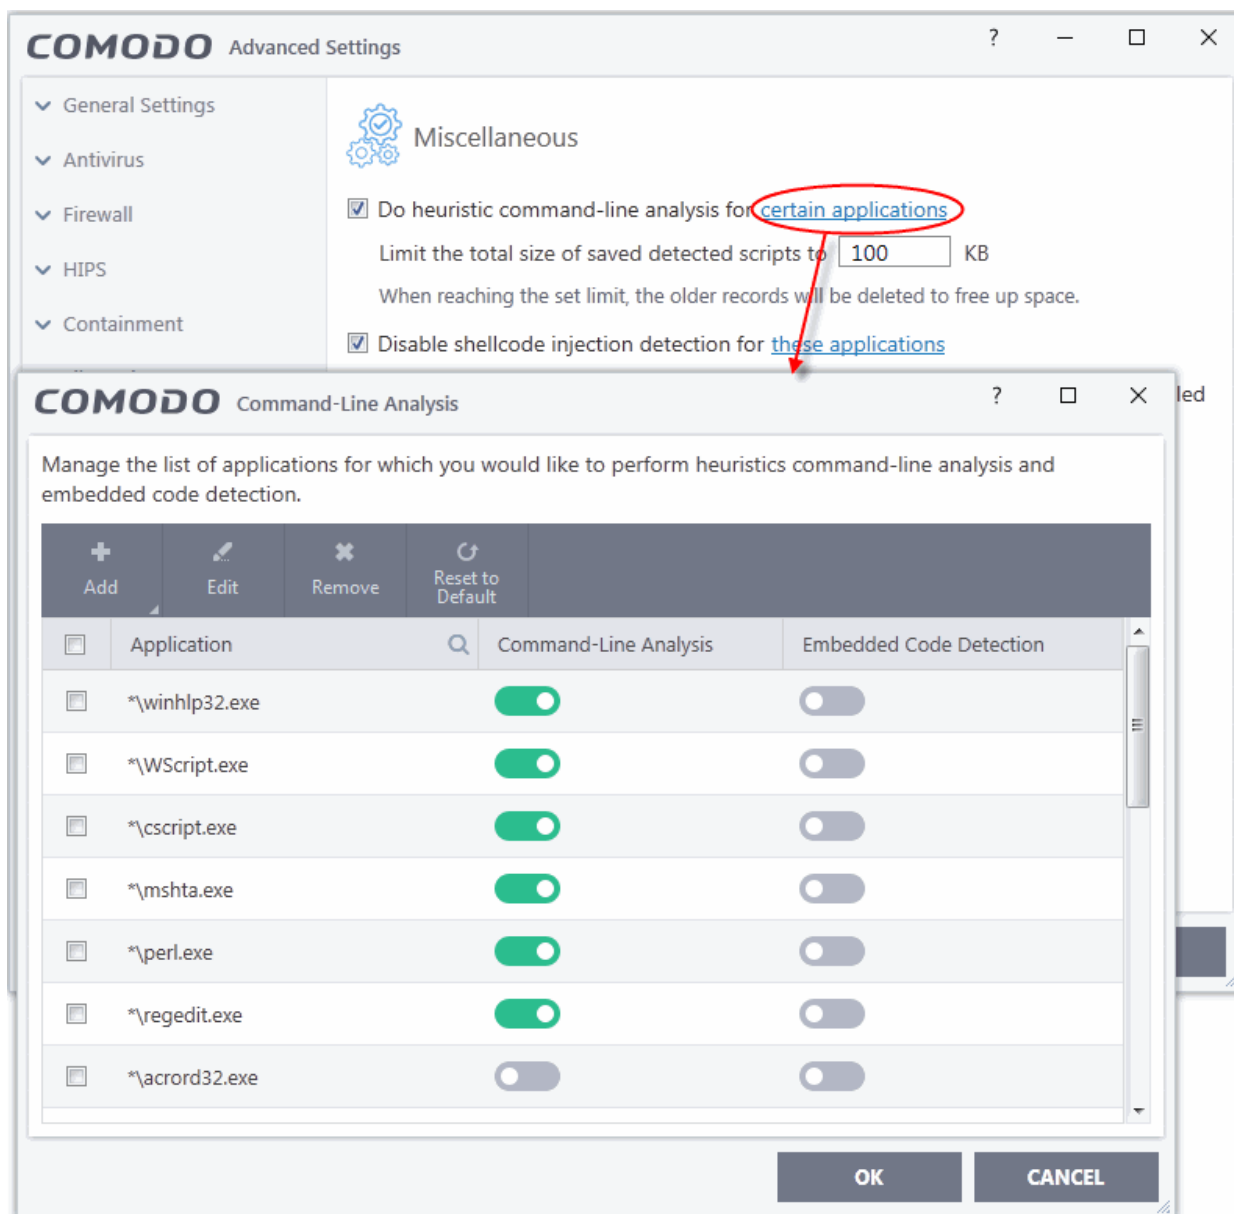 COMODO Advanced Settings
?
General Settings
Antivirus
Firewall
HIPS
Containment
Miscellaneous
Do heuristic command-line analysis for certain applications
Limit the total size of saved detected scripts to 100 KB
When reaching the set limit, the older records will be deleted to free up space.
Disable shellcode injection detection for these applications
led
COMODO Command-Line Analysis
?
Manage the list of applications for which you would like to perform heuristics command-line analysis and
embedded code detection.
Add Edit Remove Reset to
Default
Application Command-Line Analysis Embedded Code Detection
*\winhlp32.exe
*\WScript.exe
*\cscript.exe
*\mshta.exe
*\perl.exe
*\regedit.exe
*\acrord32.exe
OK CANCEL